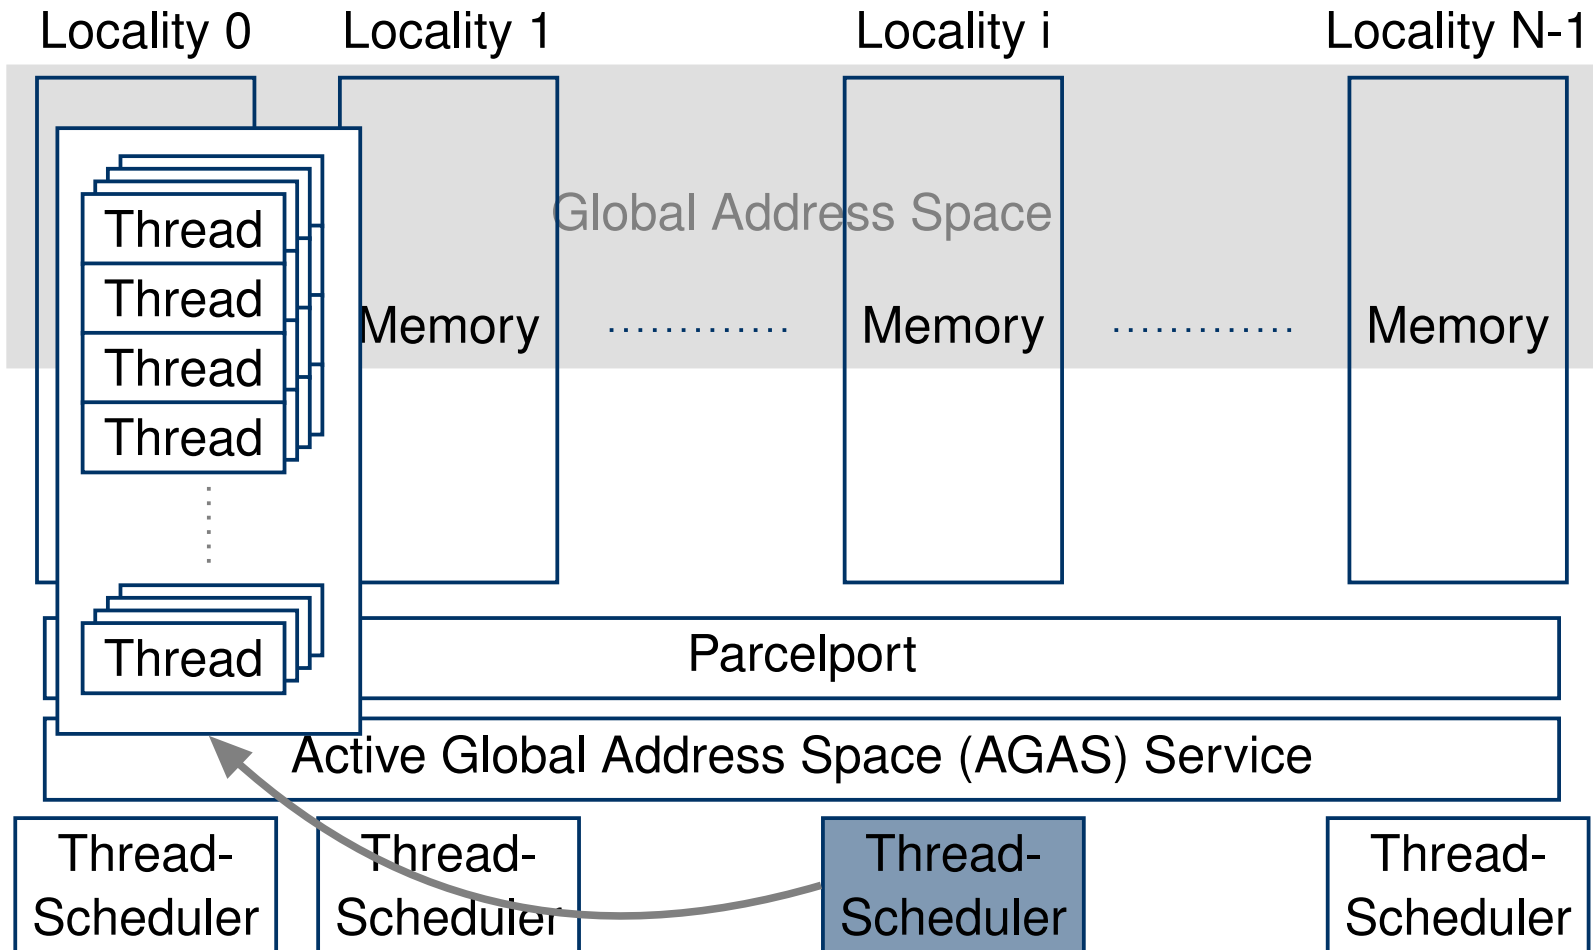 Locality 0
Locality 1
Locality i
Locality N-1
Global Address Space
Thread
Thread
Thread
Thread
Thread
Memory
Memory
Memory
Parcelport
Active Global Address Space (AGAS) Service
Thread-
Scheduler
Thread-
Scheduler
Thread-
Scheduler
Thread-
Scheduler